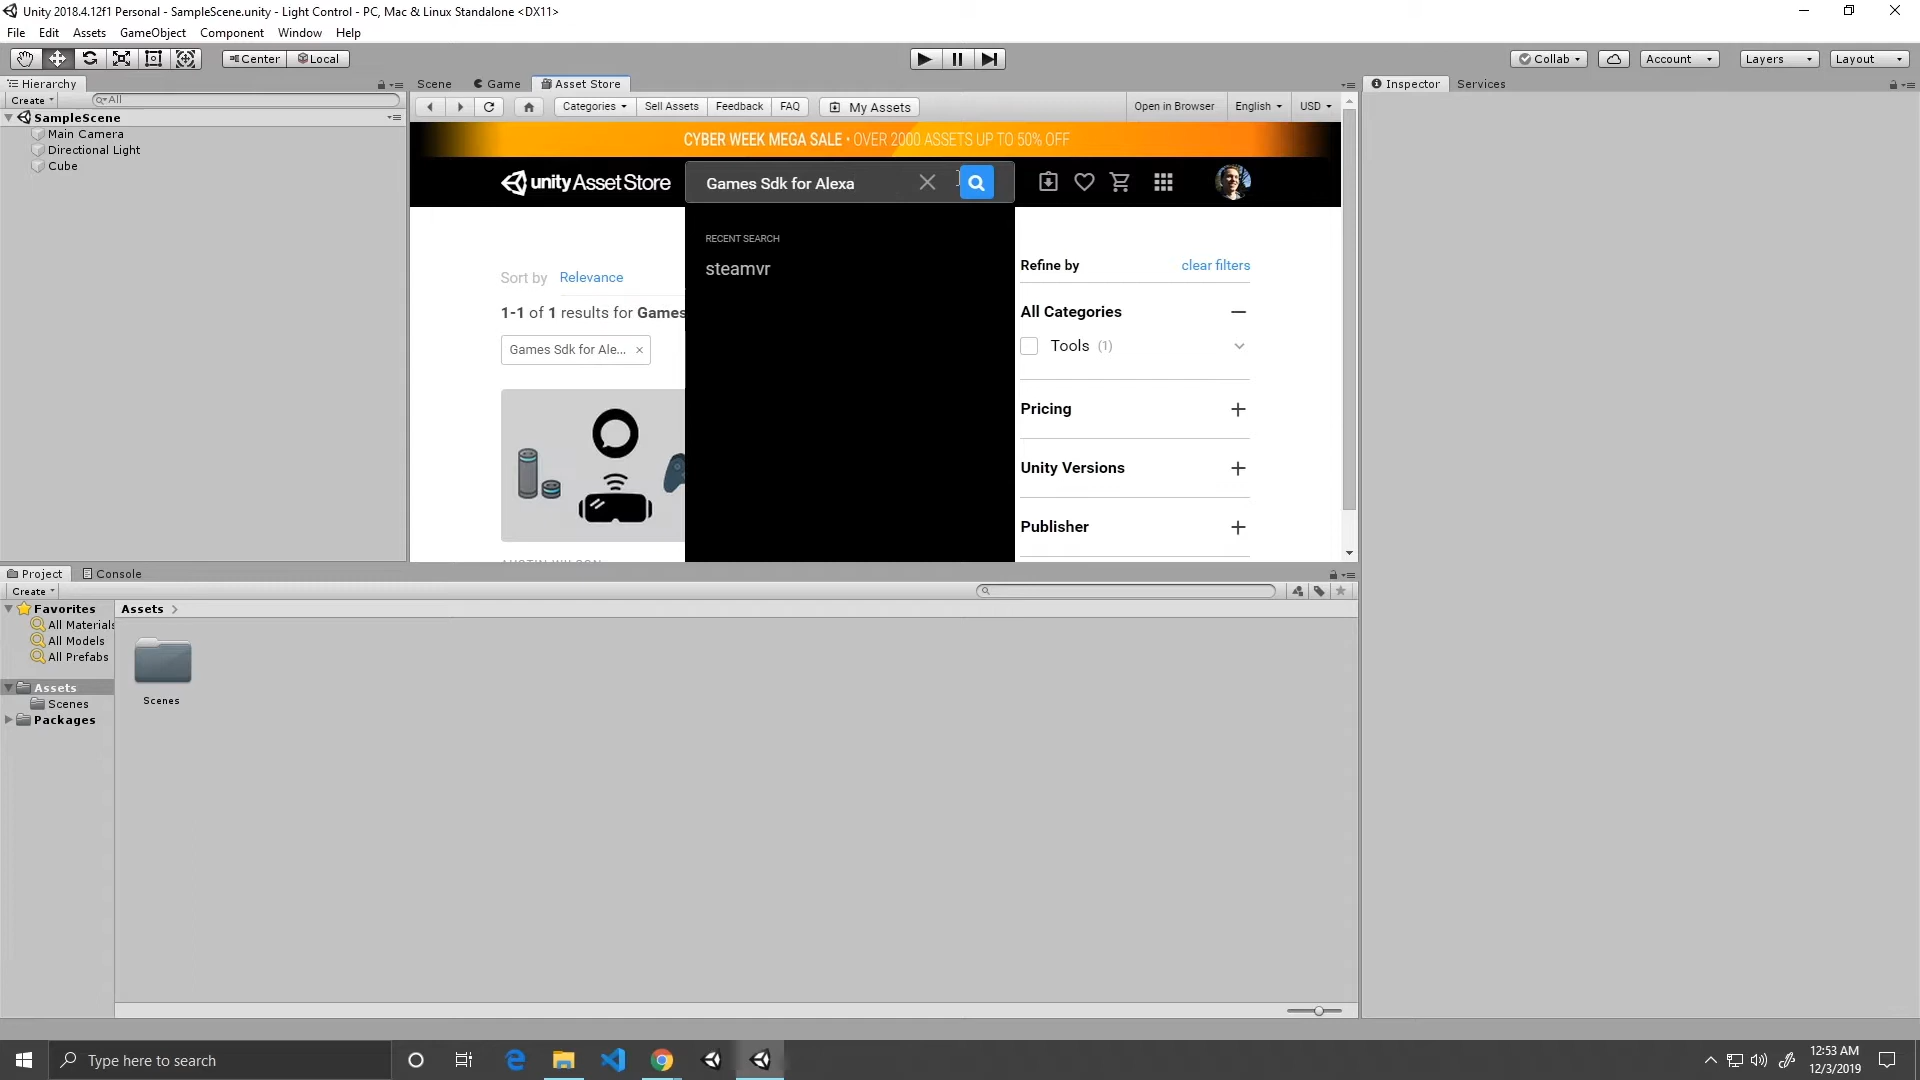 Unity 2018.4.12f1 Personal - SampleScene.unity - Light Control - PC, Mac & Linux Standalone <DX11>
File Edit Assets GameObject Component Window Help
Center Local
Collab Account Layers Layout
Hierarchy
Create All
SampleScene
Main Camera
Directional Light
Cube
Scene Game Asset Store
Categories Sell Assets Feedback FAQ My Assets Open in Browser English USD
CYBER WEEK MEGA SALE • OVER 2000 ASSETS UP TO 50% OFF
unity Asset Store Games Sdk for Alexa
RECENT SEARCH
steamvr
Sort by Relevance
1-1 of 1 results for Games
Games Sdk for Ale...
Refine by clear filters
All Categories
Tools (1)
Pricing
Unity Versions
Publisher
Inspector Services
Project Console
Create
Favorites
All Materials
All Models
All Prefabs
Assets
Scenes
Packages
Assets
Scenes
Type here to search
12:53 AM
12/3/2019